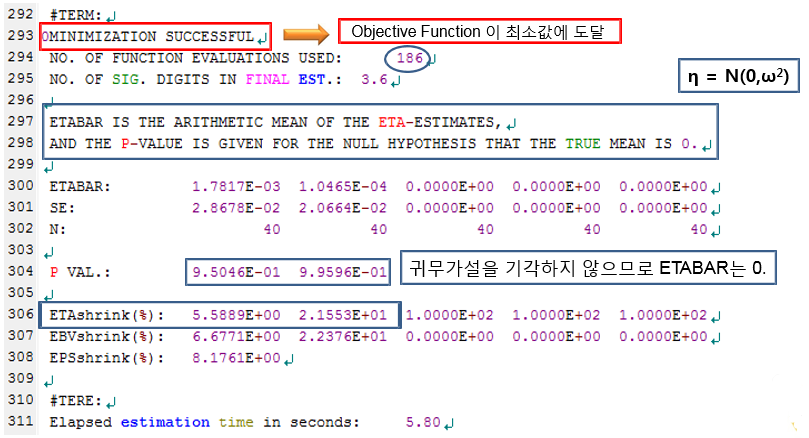 292 #TERM:
293 0MINIMIZATION SUCCESSFUL Objective Function 이 최소값에 도달
294 NO. OF FUNCTION EVALUATIONS USED: 186
295 NO. OF SIG. DIGITS IN FINAL EST.: 3.6
η = N(0,ω²)
296
297 ETABAR IS THE ARITHMETIC MEAN OF THE ETA-ESTIMATES,
298 AND THE P-VALUE IS GIVEN FOR THE NULL HYPOTHESIS THAT THE TRUE MEAN IS 0.
299
300 ETABAR: 1.7817E-03 1.0465E-04 0.0000E+00 0.0000E+00 0.0000E+00
301 SE: 2.8678E-02 2.0664E-02 0.0000E+00 0.0000E+00 0.0000E+00
302 N: 40 40 40 40 40
303
304 P VAL.: 9.5046E-01 9.9596E-01 귀무가설을 기각하지 않으므로 ETABAR는 0.
305
306 ETAshrink(%): 5.5889E+00 2.1553E+01 1.0000E+02 1.0000E+02 1.0000E+02
307 EBVshrink(%): 6.6771E+00 2.2376E+01 0.0000E+00 0.0000E+00 0.0000E+00
308 EPSshrink(%): 8.1761E+00
309
310 #TERE:
311 Elapsed estimation time in seconds: 5.80